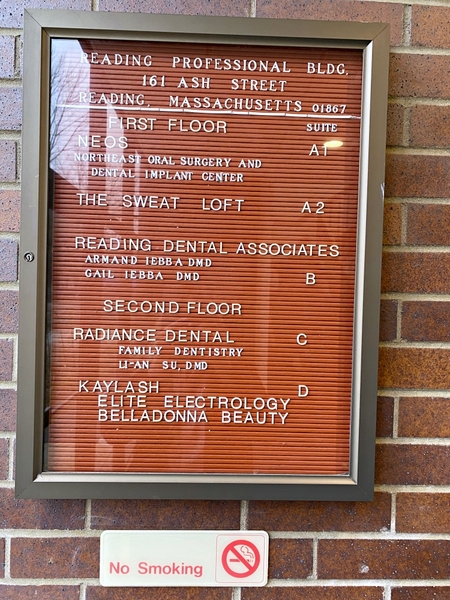 READING PROFESSIONAL BLDG.
161 ASH STREET
READING, MASSACHUSETTS 01867
FIRST FLOOR SUITE
NEOS A1
NORTHEAST ORAL SURGERY AND
DENTAL IMPLANT CENTER
THE SWEAT LOFT A2
READING DENTAL ASSOCIATES
ARMAND IEBBA DMD
GAIL IEBBA DMD B
SECOND FLOOR
RADIANCE DENTAL C
FAMILY DENTISTRY
LI-AN SU, DMD
KAYLASH D
ELITE ELECTROLOGY
BELLADONNA BEAUTY
No Smoking